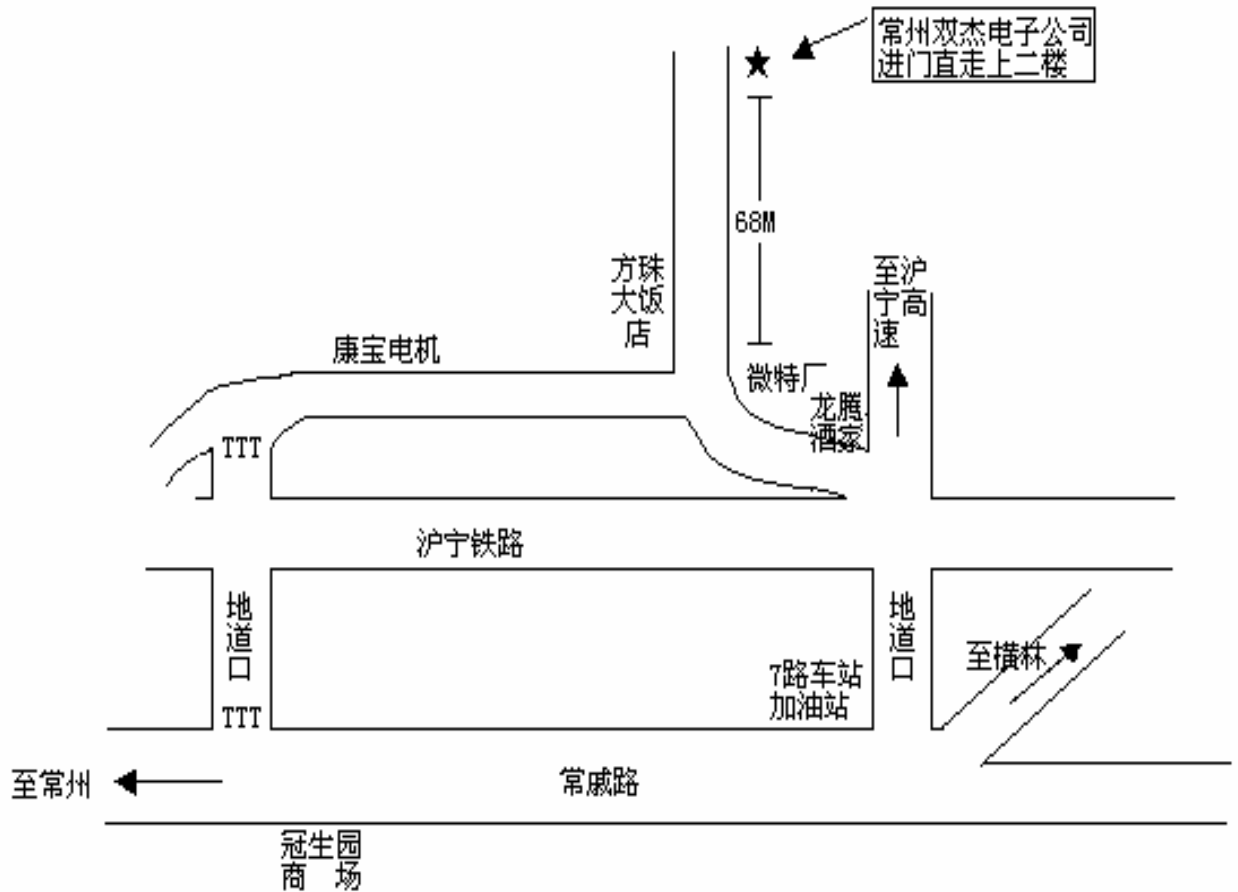 常州双杰电子公司
进门直走上二楼
68M
方珠
大饭
店
至沪
宁高
速
康宝电机
微特厂
龙腾
酒家
TTT
沪宁铁路
地
道
口
地
道
口
至横林
7路车站
加油站
TTT
至常州
常戚路
冠生园
商 场